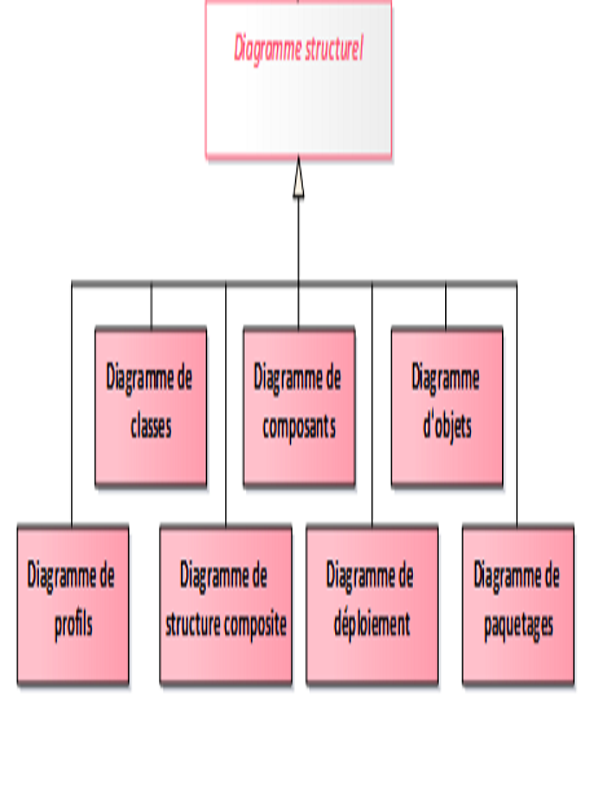 Diagramme structurel
Diagramme de
classes
Diagramme de
composants
Diagramme
d'objets
Diagramme de
profils
Diagramme de
structure composite
Diagramme de
déploiement
Diagramme de
paquetages